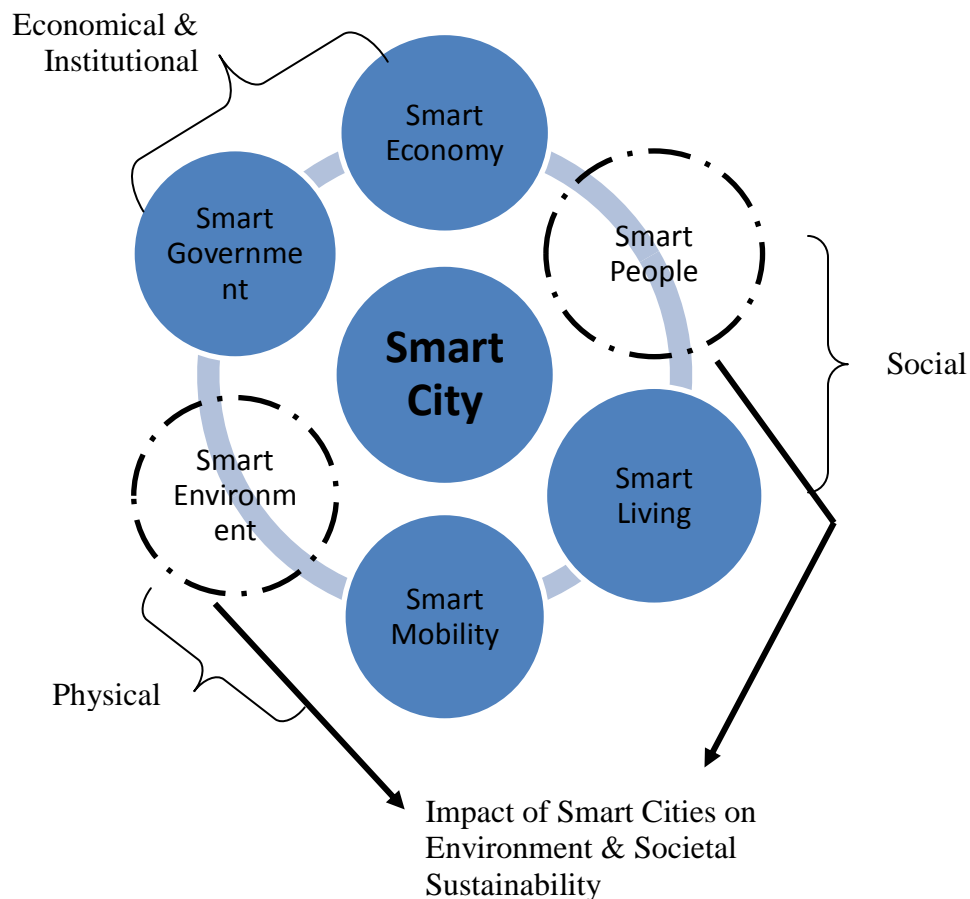 Economical &
Institutional
Smart
Economy
Smart
People
Smart
Governme
nt
Smart
City
Social
Smart
Environm
ent
Smart
Living
Smart
Mobility
Physical
Impact of Smart Cities on
Environment & Societal
Sustainability